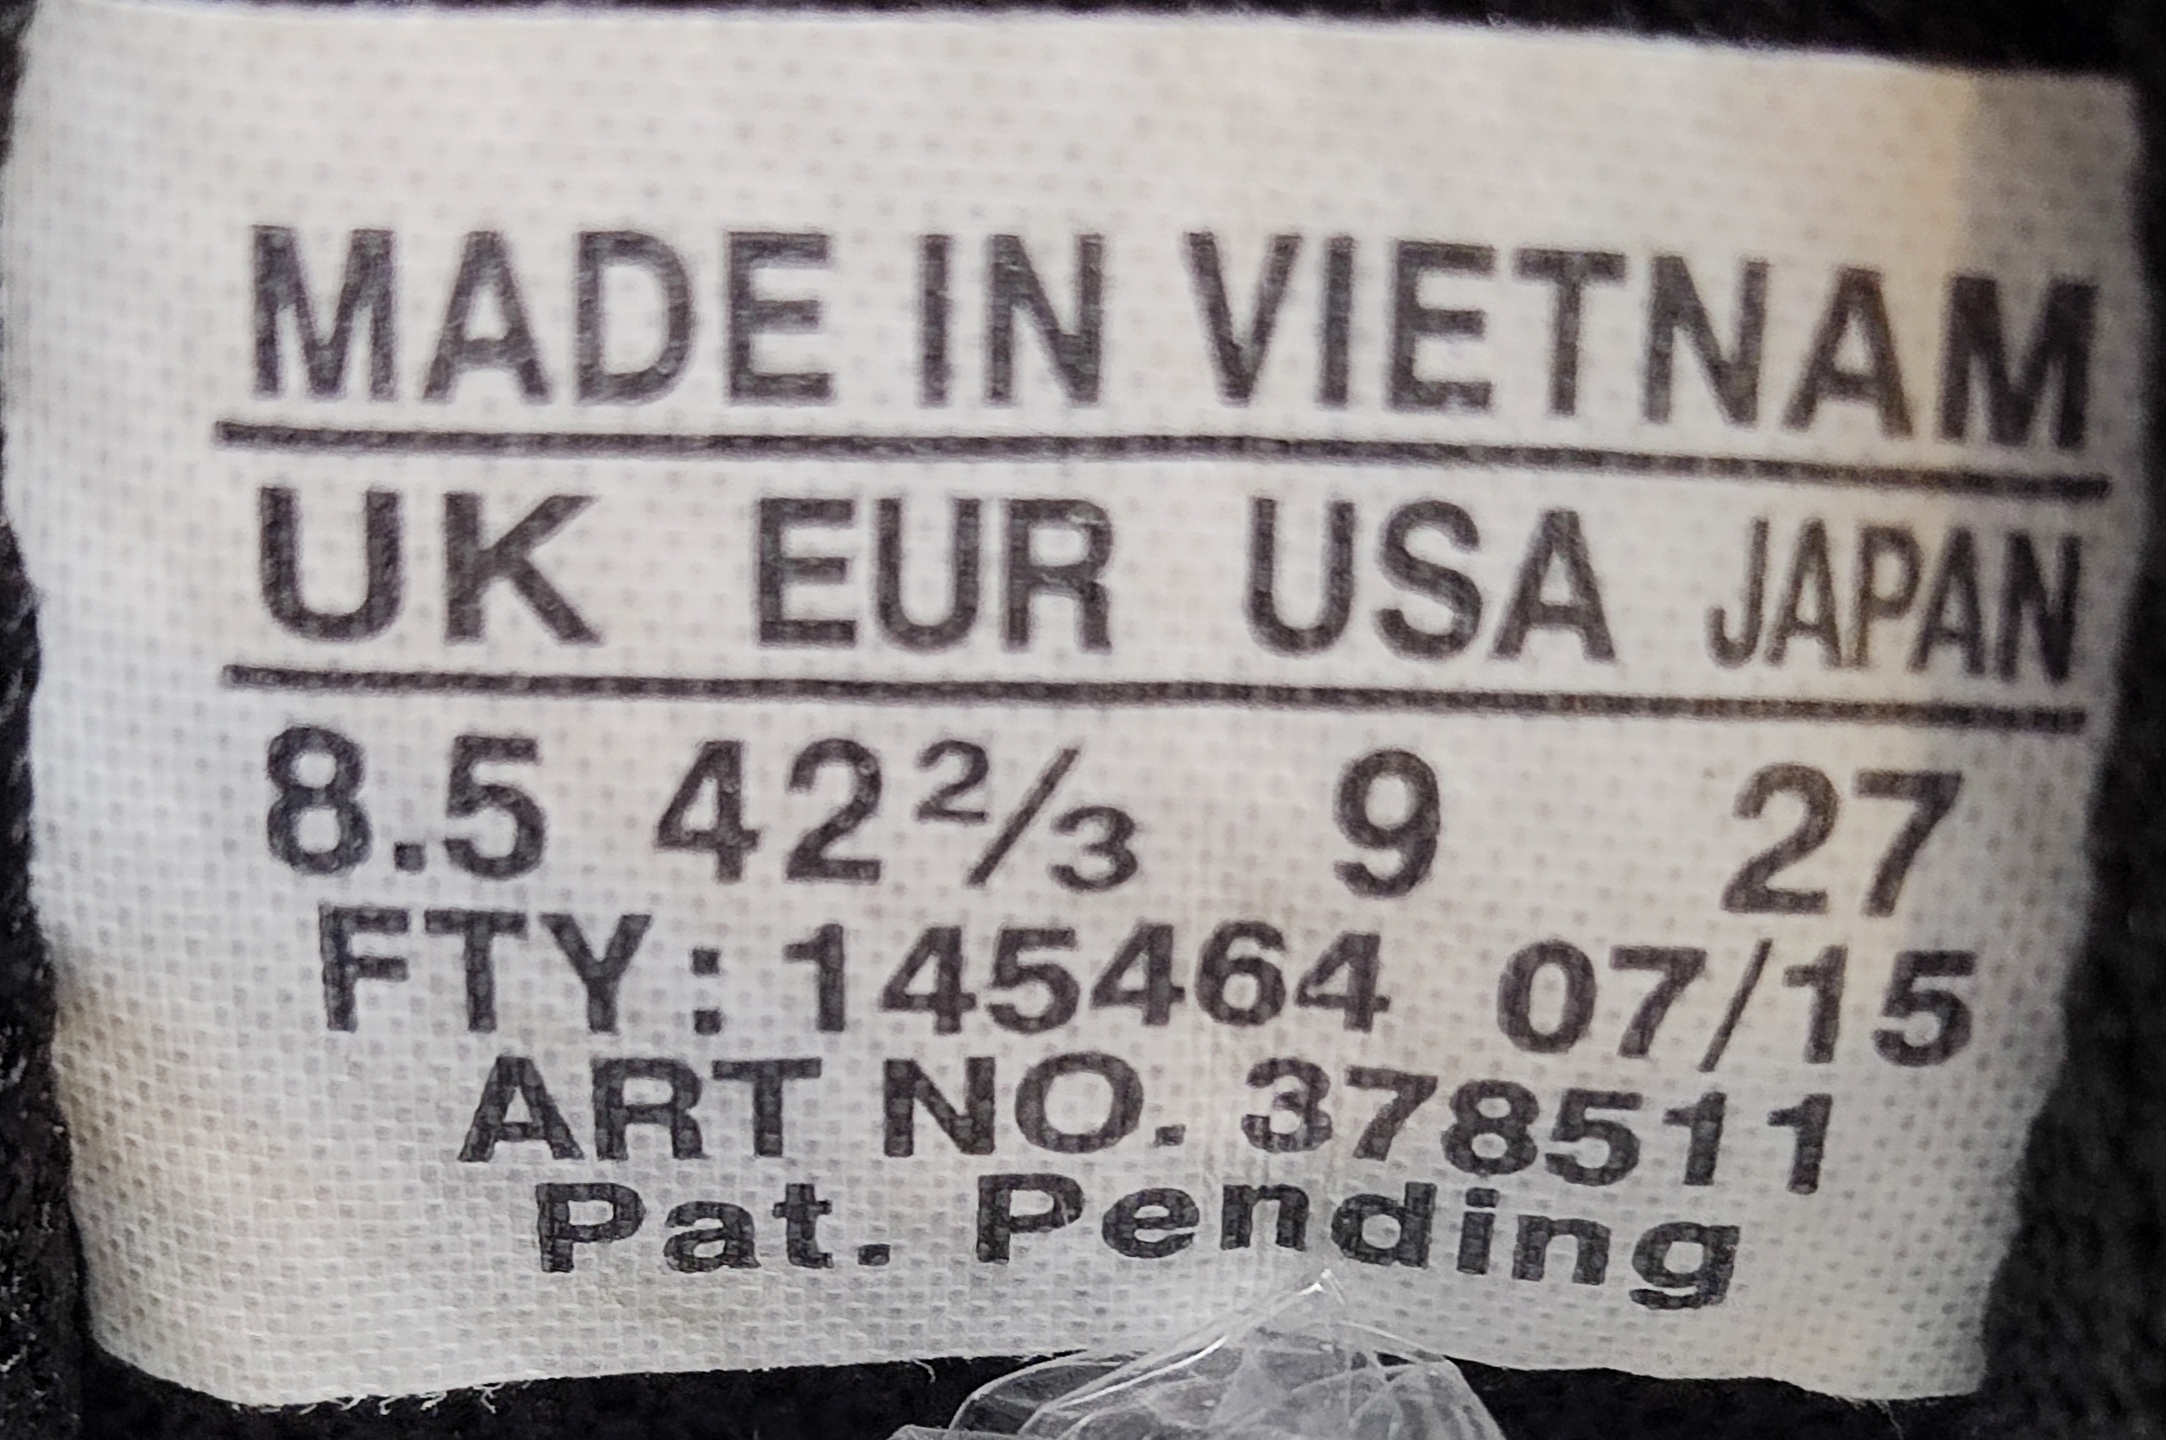 MADE IN VIETNAM
UK EUR USA JAPAN
8.5 42⅔ 9 27
FTY: 145464 07/15
ART NO. 378511
Pat. Pending